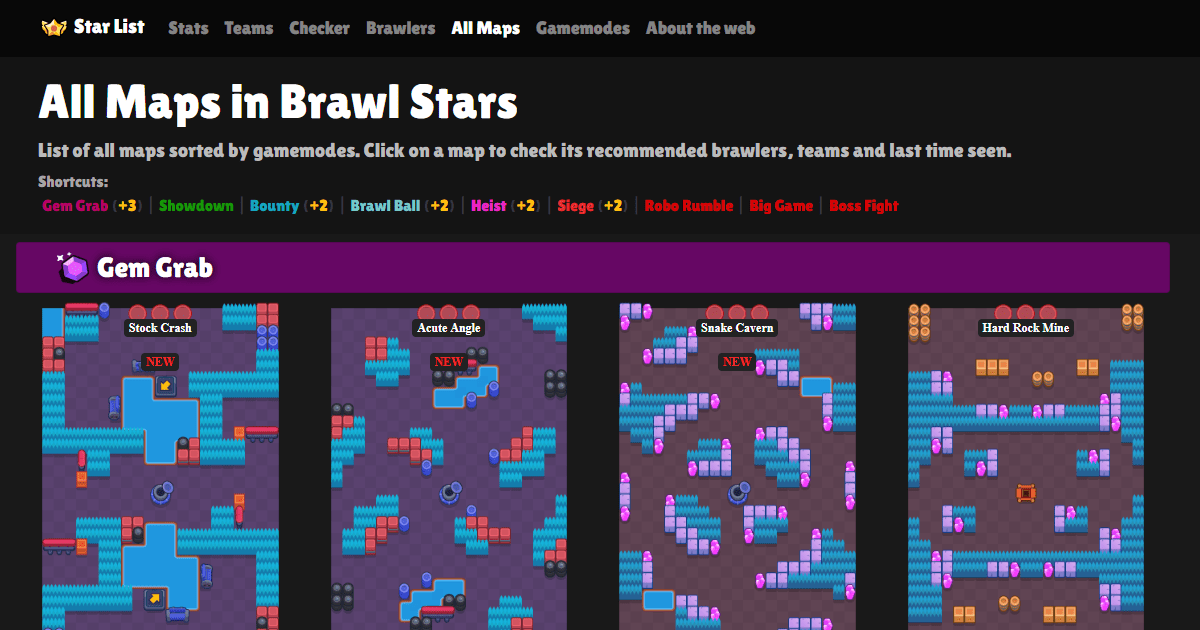 Star List Stats Teams Checker Brawlers All Maps Gamemodes About the web
All Maps in Brawl Stars
List of all maps sorted by gamemodes. Click on a map to check its recommended brawlers, teams and last time seen.
Shortcuts:
Gem Grab (+3) | Showdown | Bounty (+2) | Brawl Ball (+2) | Heist (+2) | Siege (+2) | Robo Rumble | Big Game | Boss Fight
Gem Grab
Stock Crash Acute Angle Snake Cavern Hard Rock Mine
NEW NEW NEW